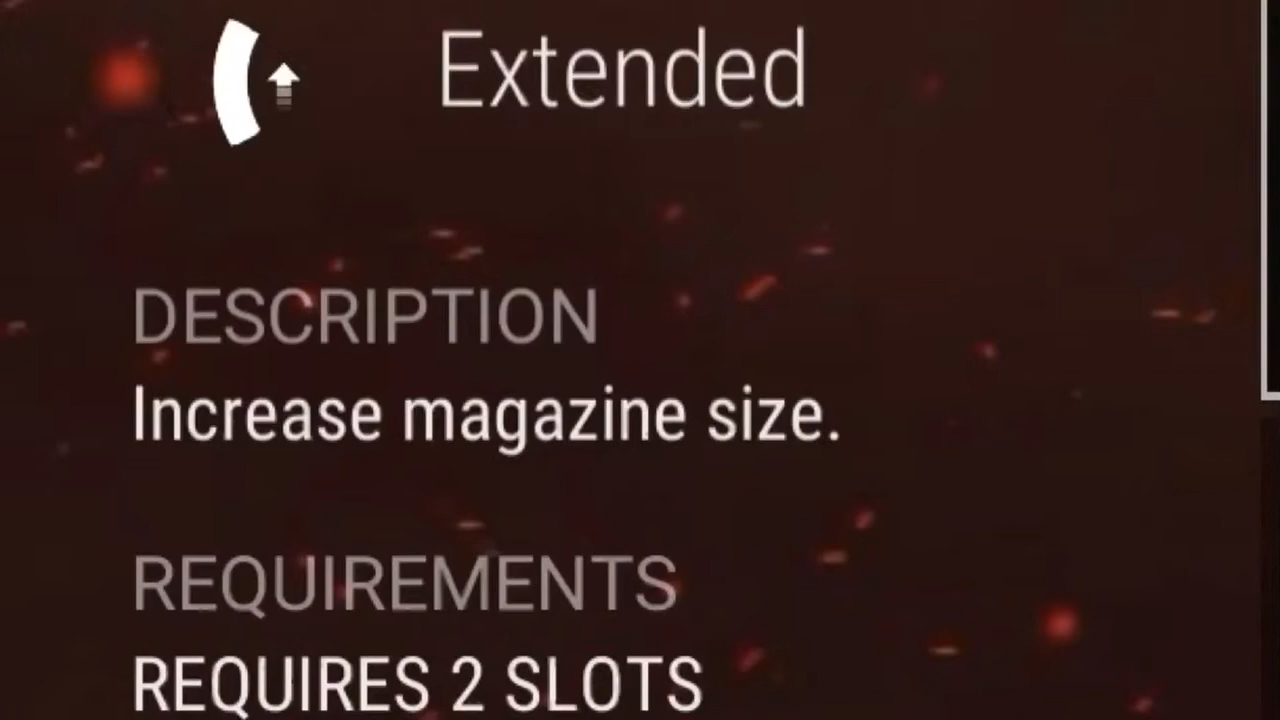 Extended
DESCRIPTION
Increase magazine size.
REQUIREMENTS
REQUIRES 2 SLOTS